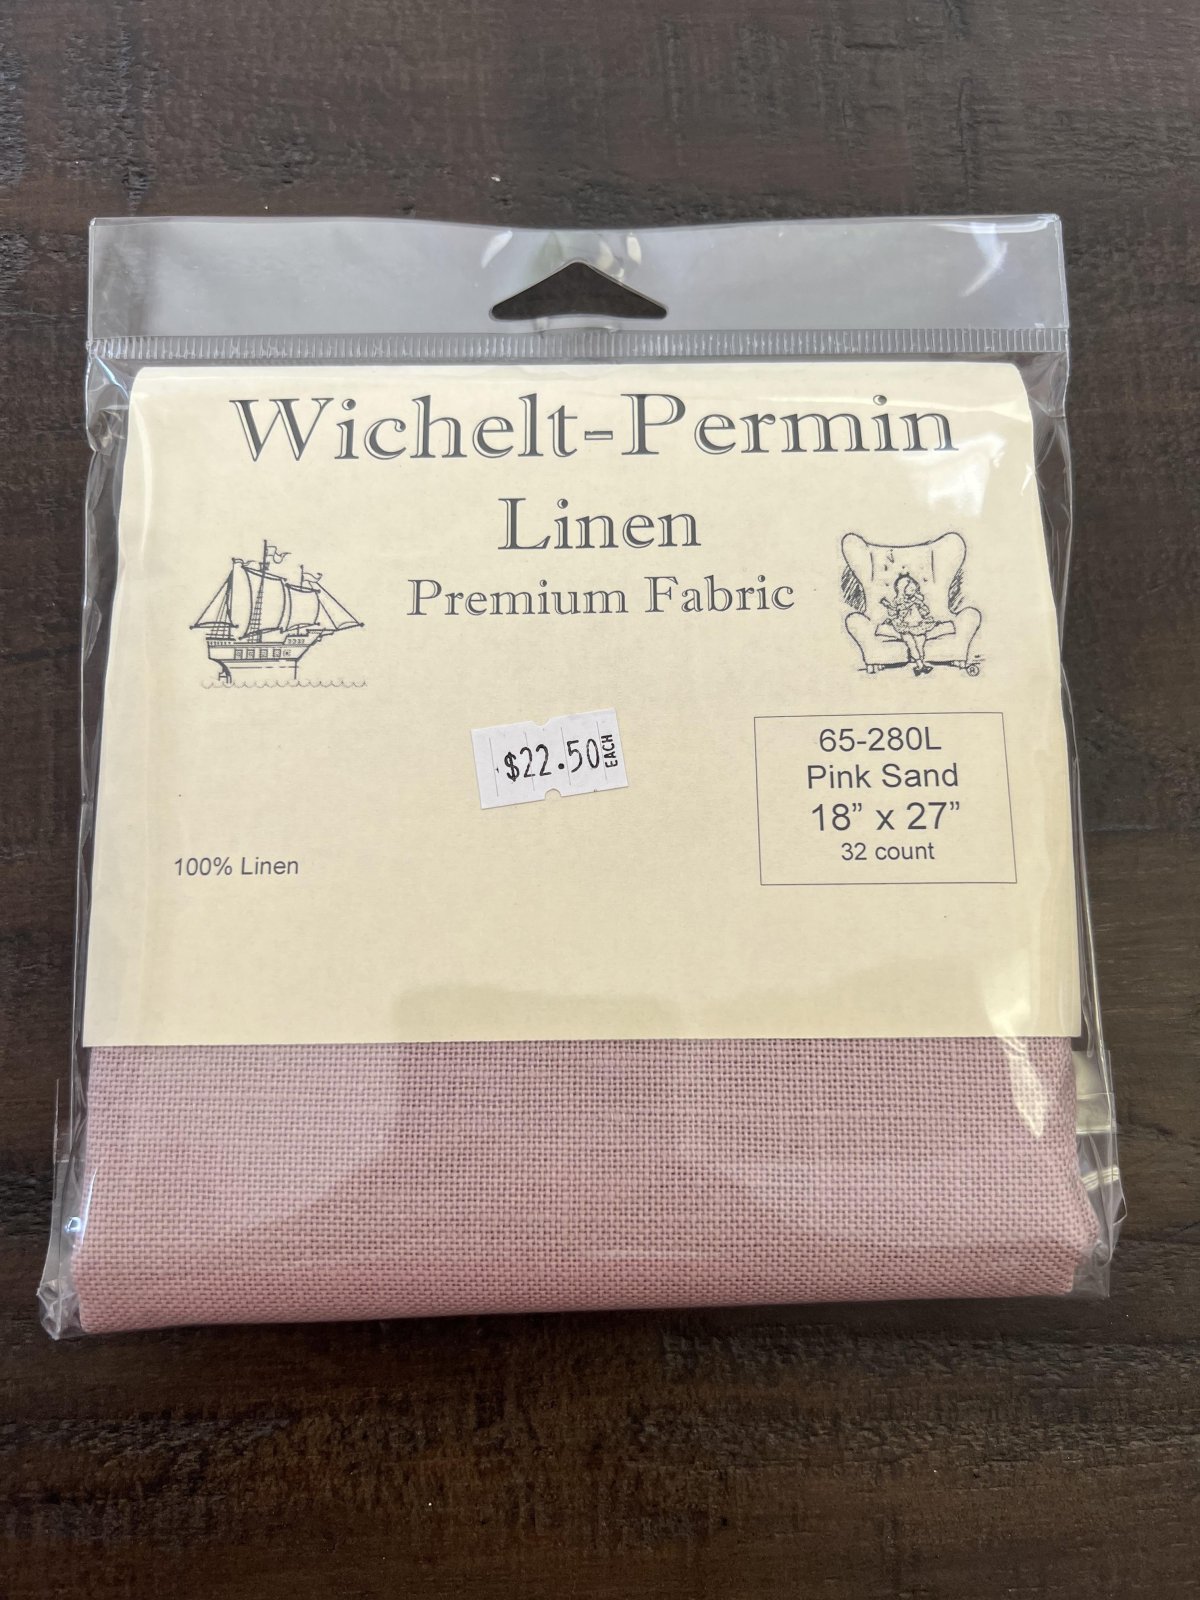 Wichelt-Permin
Linen
Premium Fabric
$22.50 EACH
65-280L
Pink Sand
18” x 27”
32 count
100% Linen